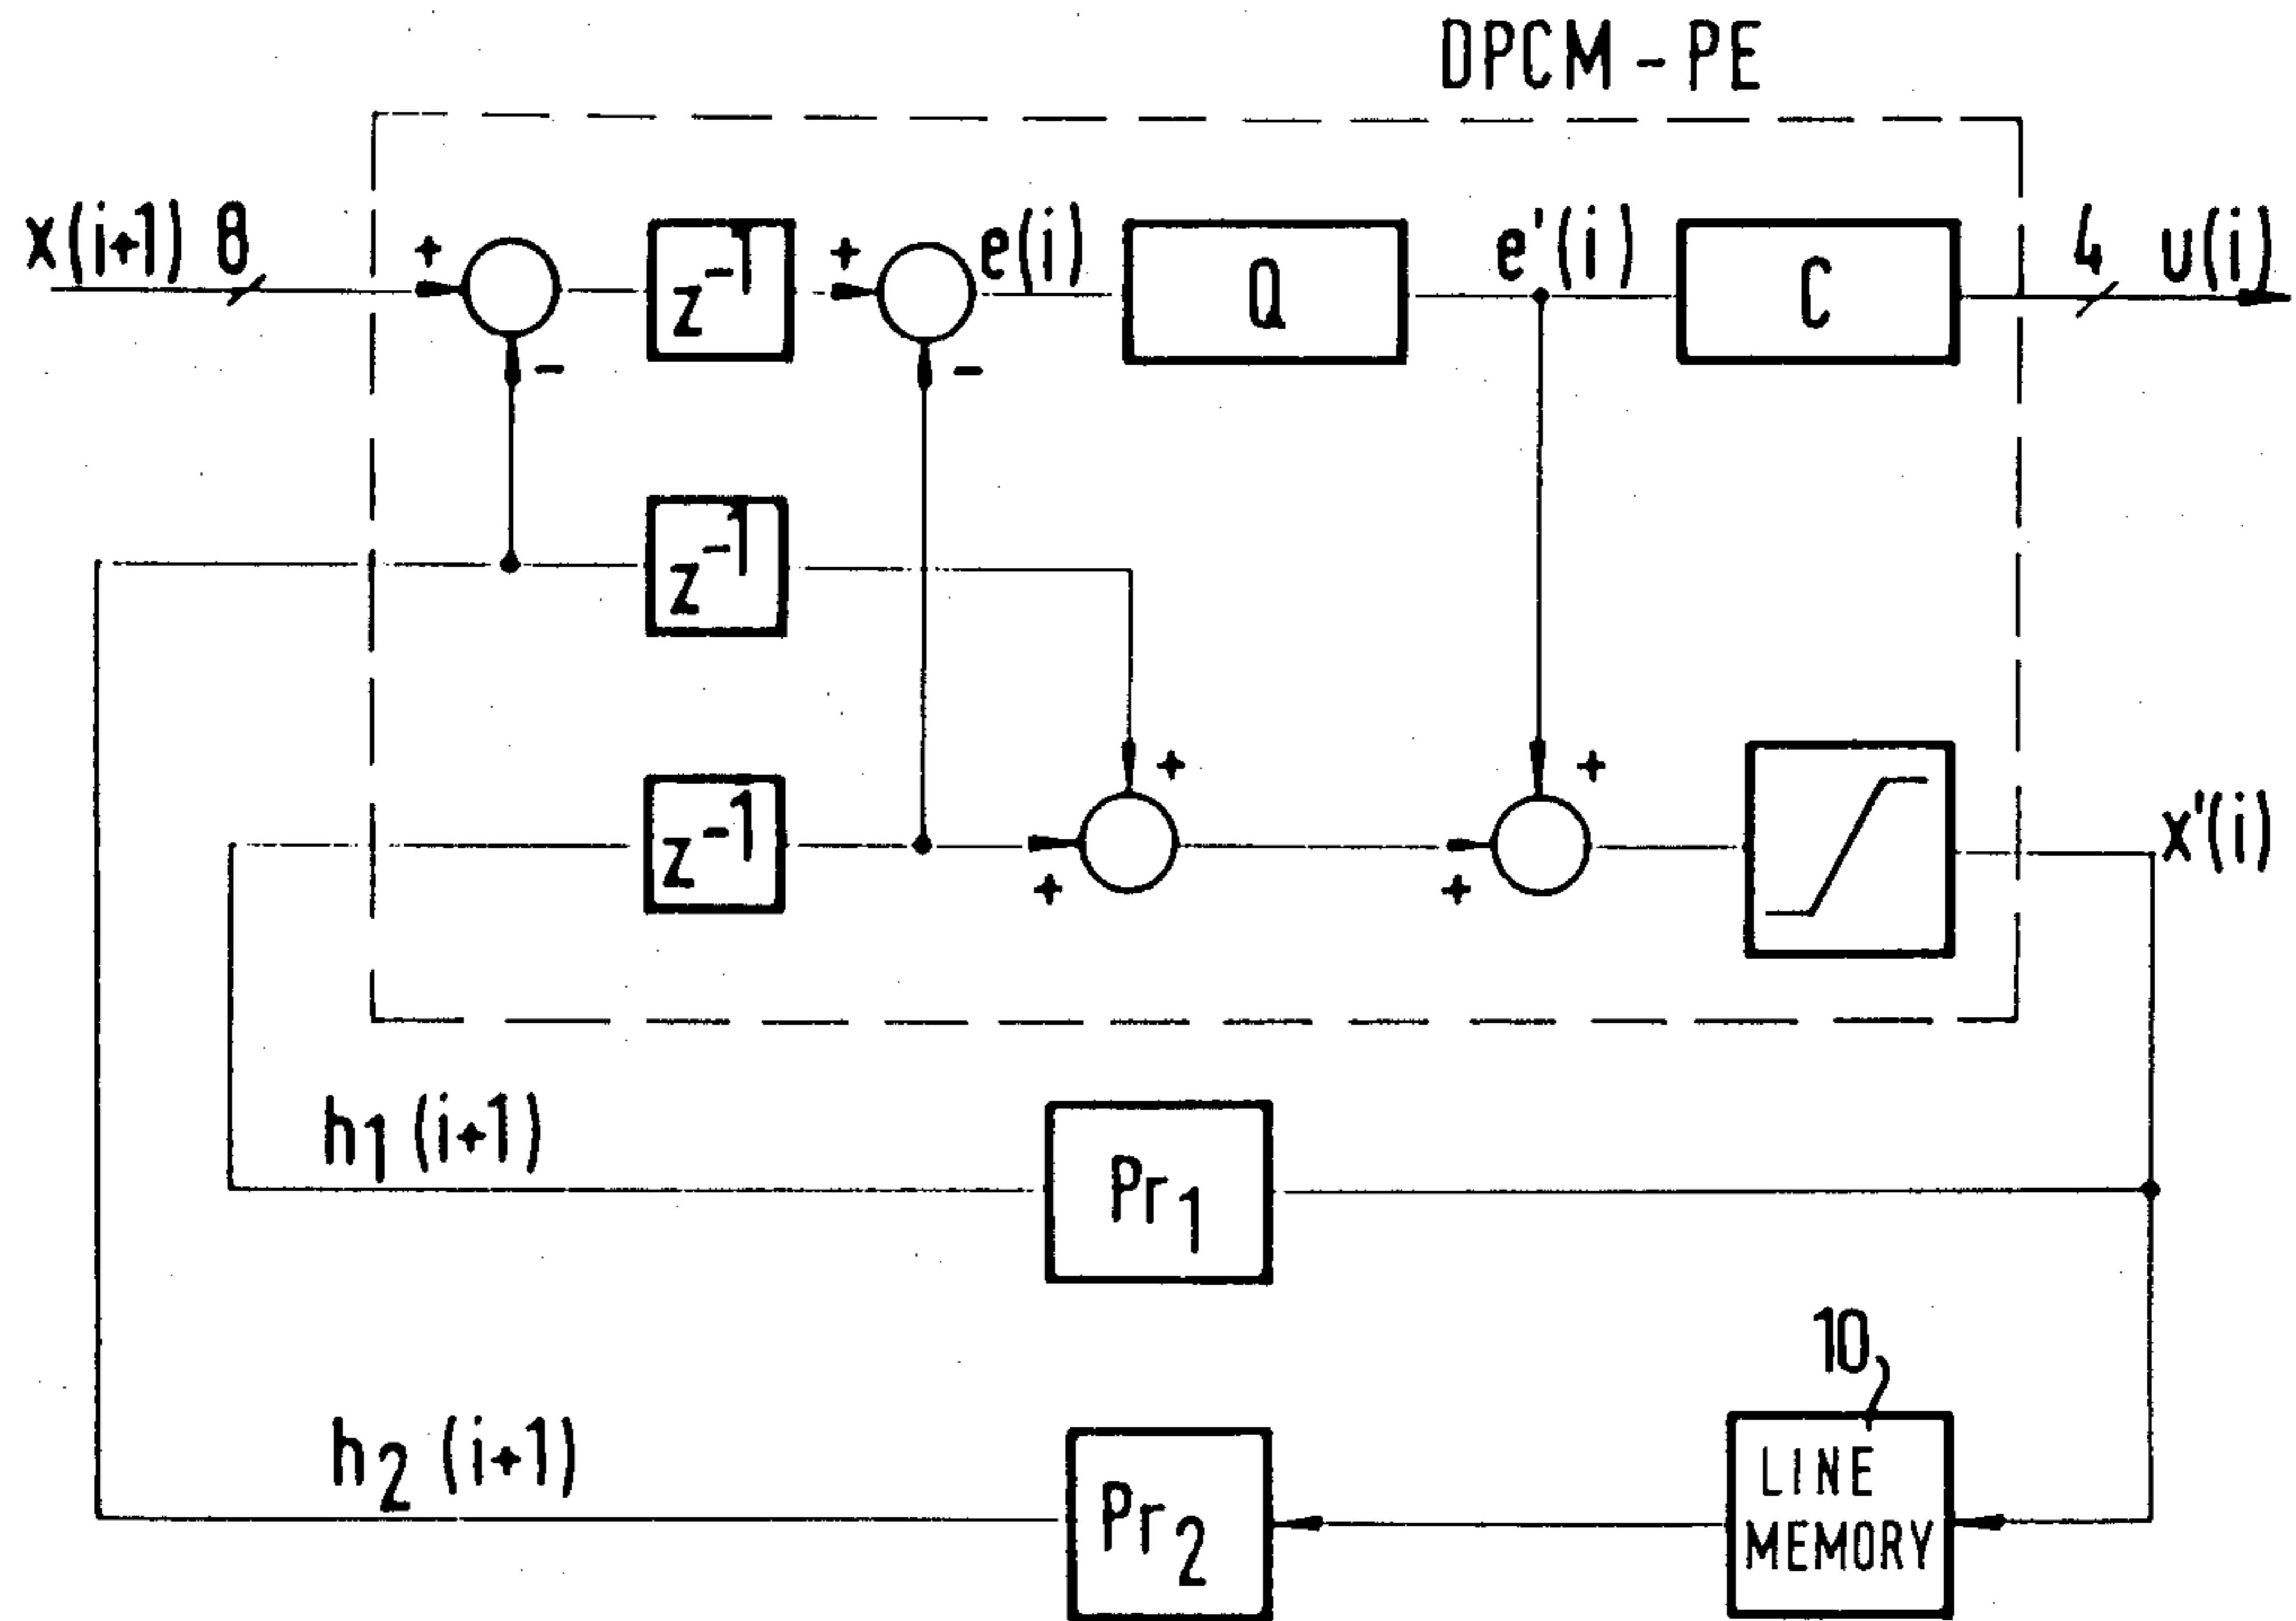 DPCM - PE
x(i+1) 8
+
z⁻¹
+
e(i)
Q
e'(i)
C
4
u(i)
-
-
z⁻¹
+
+
z⁻¹
x'(i)
+
+
h₁(i+1)
Pr₁
10
h₂(i+1)
Pr₂
LINE
MEMORY